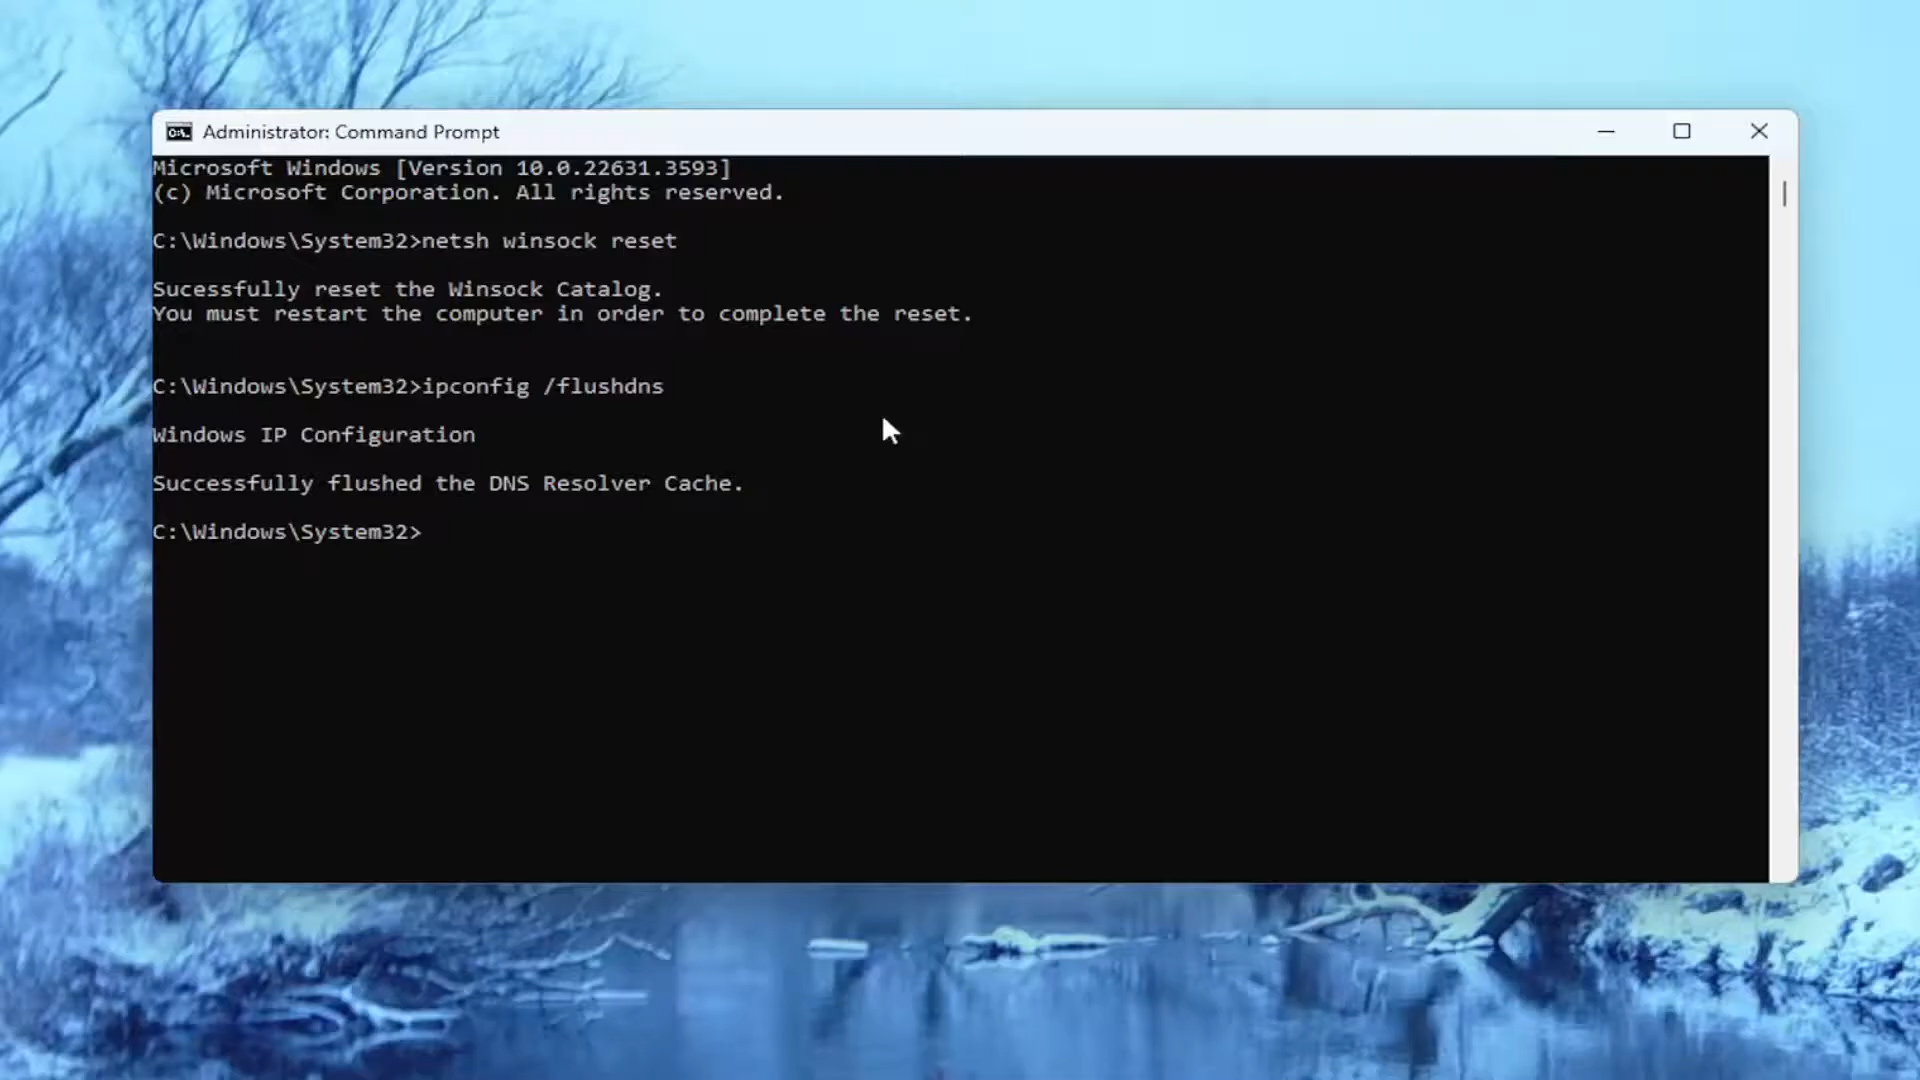 Administrator: Command Prompt
Microsoft Windows [Version 10.0.22631.3593]
(c) Microsoft Corporation. All rights reserved.
C:\Windows\System32>netsh winsock reset
Sucessfully reset the Winsock Catalog.
You must restart the computer in order to complete the reset.
C:\Windows\System32>ipconfig /flushdns
Windows IP Configuration
Successfully flushed the DNS Resolver Cache.
C:\Windows\System32>